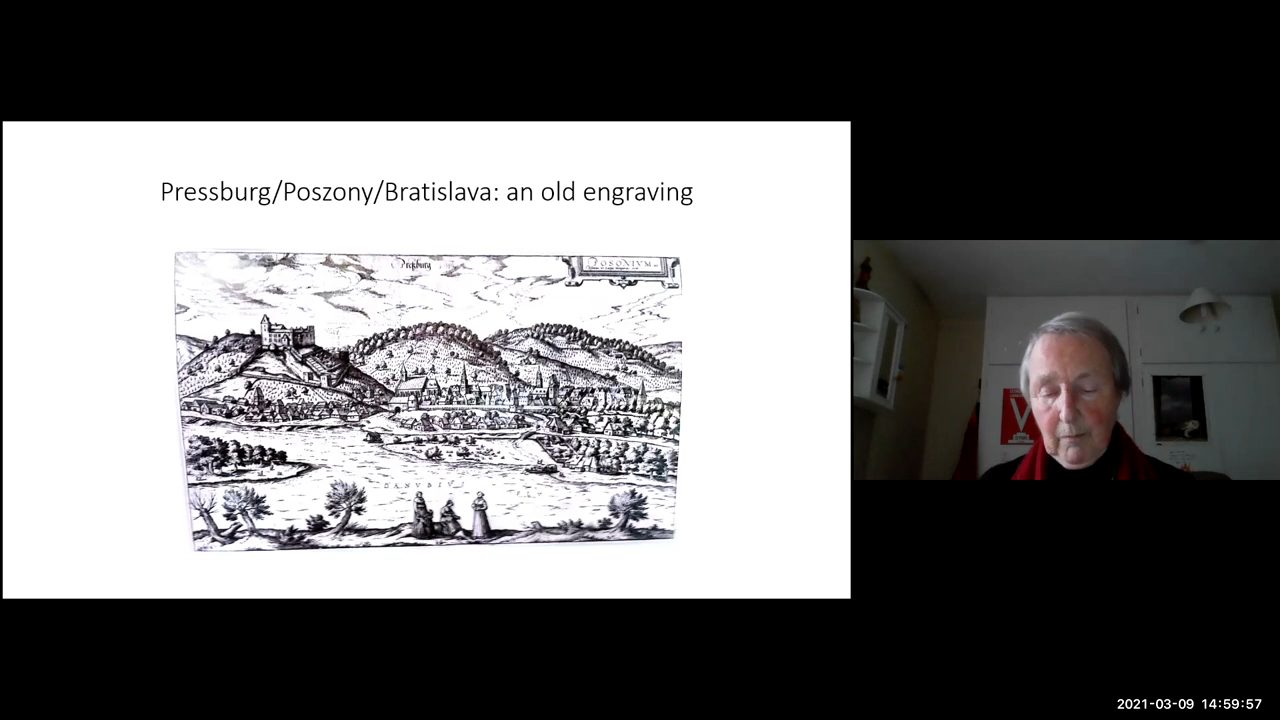 Pressburg/Poszony/Bratislava: an old engraving
Presburg
POSONIVM
DANVBIVS
V
2021-03-09 14:59:57